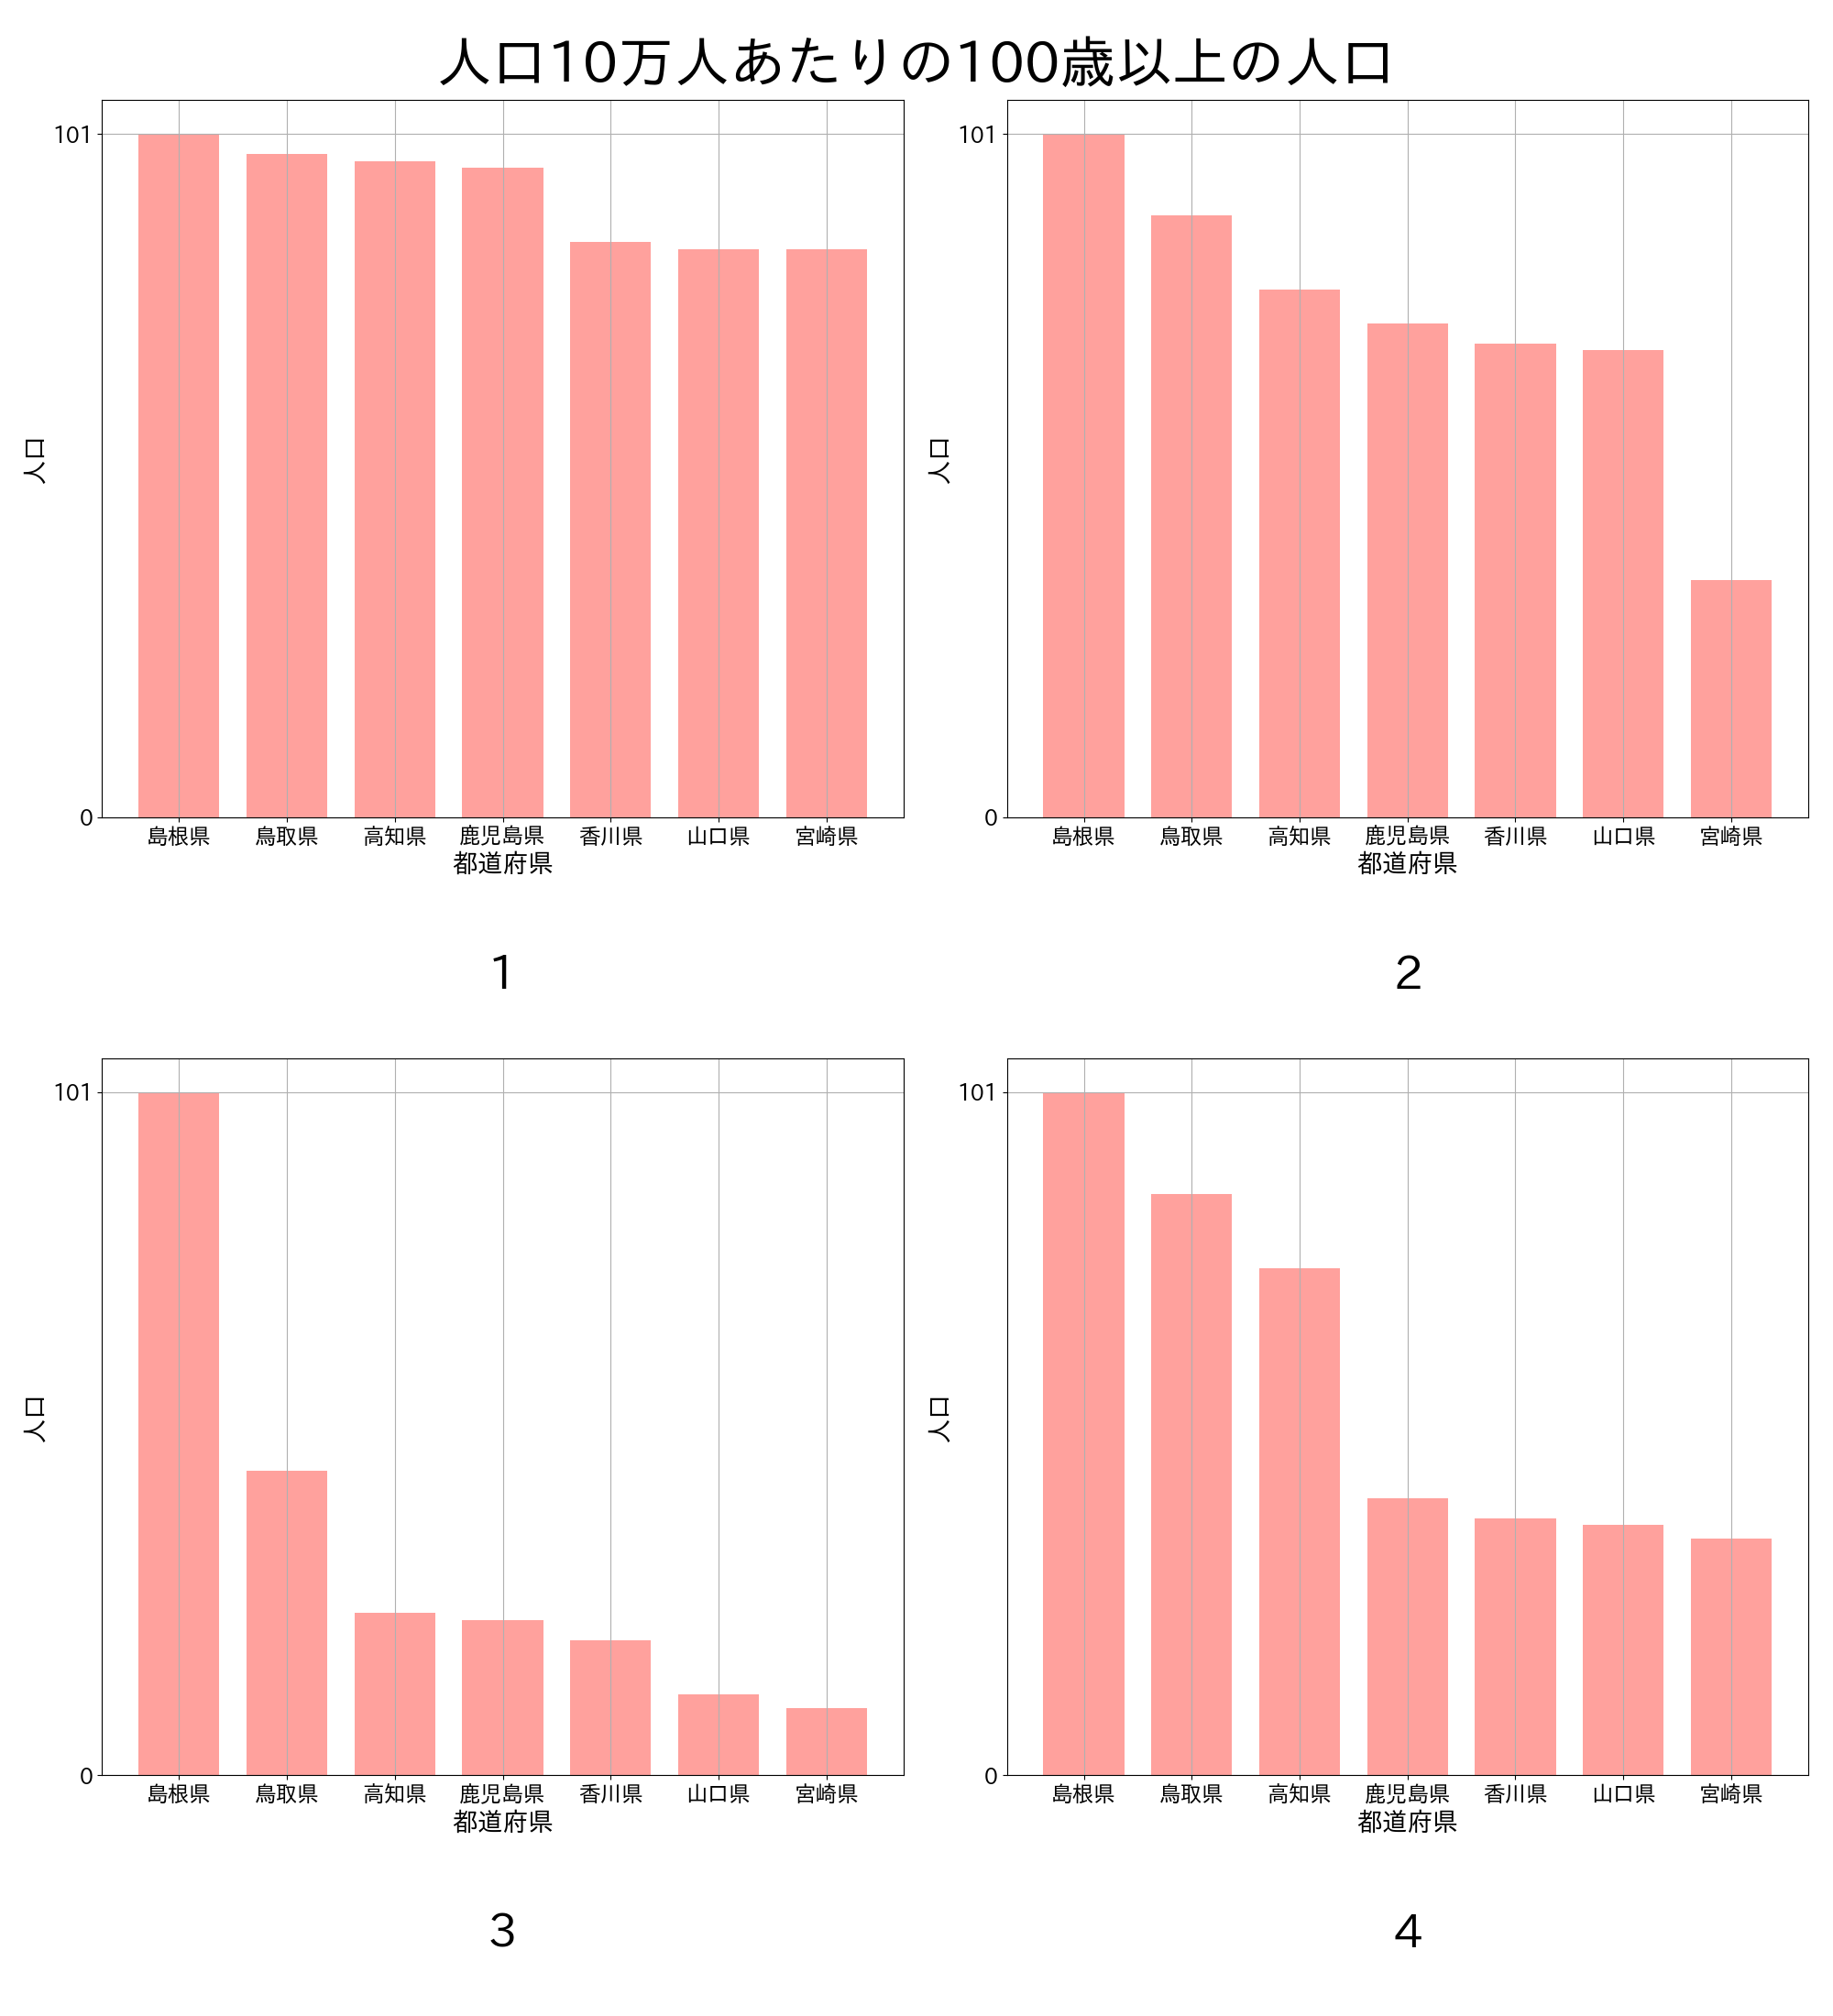 人口10万人あたりの100歳以上の人口
101
0
人口
島根県 鳥取県 高知県 鹿児島県 香川県 山口県 宮崎県
都道府県
1
101
0
人口
島根県 鳥取県 高知県 鹿児島県 香川県 山口県 宮崎県
都道府県
2
101
0
人口
島根県 鳥取県 高知県 鹿児島県 香川県 山口県 宮崎県
都道府県
3
101
0
人口
島根県 鳥取県 高知県 鹿児島県 香川県 山口県 宮崎県
都道府県
4